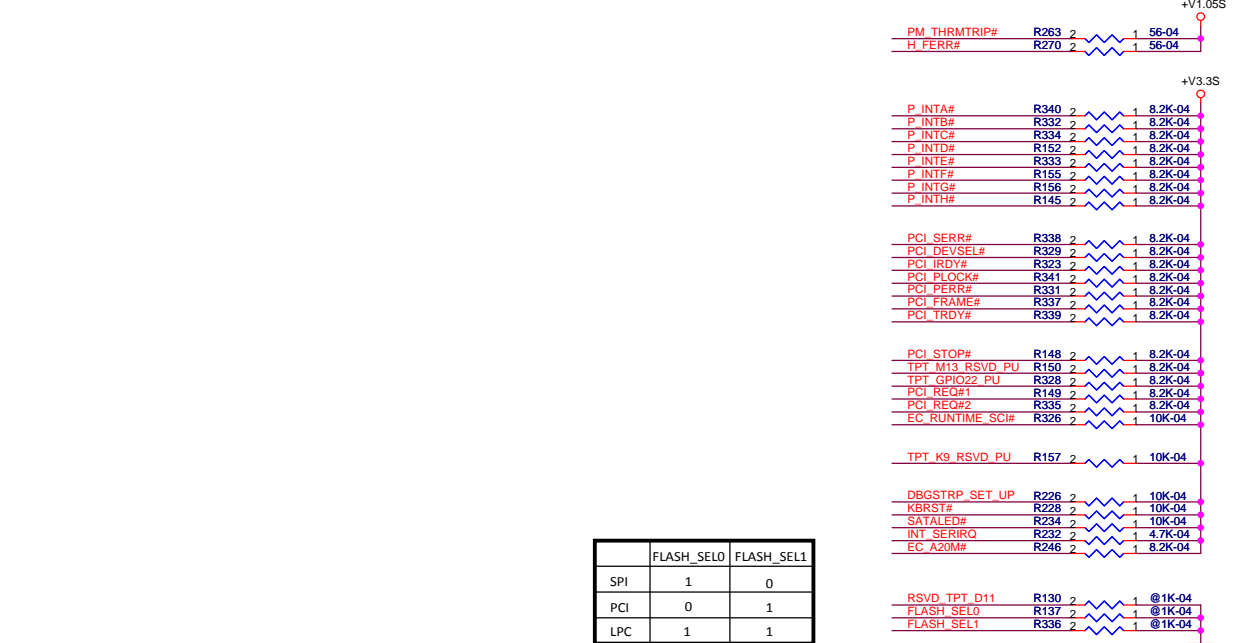 +V1.05S
PM_THRMTRIP# R263 2 1 56-04
H_FERR# R270 2 1 56-04
+V3.3S
P_INTA# R340 2 1 8.2K-04
P_INTB# R332 2 1 8.2K-04
P_INTC# R334 2 1 8.2K-04
P_INTD# R152 2 1 8.2K-04
P_INTE# R333 2 1 8.2K-04
P_INTF# R155 2 1 8.2K-04
P_INTG# R156 2 1 8.2K-04
P_INTH# R145 2 1 8.2K-04
PCI_SERR# R338 2 1 8.2K-04
PCI_DEVSEL# R329 2 1 8.2K-04
PCI_IRDY# R323 2 1 8.2K-04
PCI_PLOCK# R341 2 1 8.2K-04
PCI_PERR# R331 2 1 8.2K-04
PCI_FRAME# R337 2 1 8.2K-04
PCI_TRDY# R339 2 1 8.2K-04
PCI_STOP# R148 2 1 8.2K-04
TPT_M13_RSVD_PU R150 2 1 8.2K-04
TPT_GPIO22_PU R328 2 1 8.2K-04
PCI_REQ#1 R149 2 1 8.2K-04
PCI_REQ#2 R335 2 1 8.2K-04
EC_RUNTIME_SCI# R326 2 1 10K-04
TPT_K9_RSVD_PU R157 2 1 10K-04
DBGSTRP_SET_UP R226 2 1 10K-04
KBRST# R228 2 1 10K-04
SATALED# R234 2 1 10K-04
INT_SERIRQ R232 2 1 4.7K-04
EC_A20M# R246 2 1 8.2K-04
FLASH_SEL0 FLASH_SEL1
SPI 1 0
PCI 0 1
LPC 1 1
RSVD_TPT_D11 R130 2 1 @1K-04
FLASH_SEL0 R137 2 1 @1K-04
FLASH_SEL1 R336 2 1 @1K-04